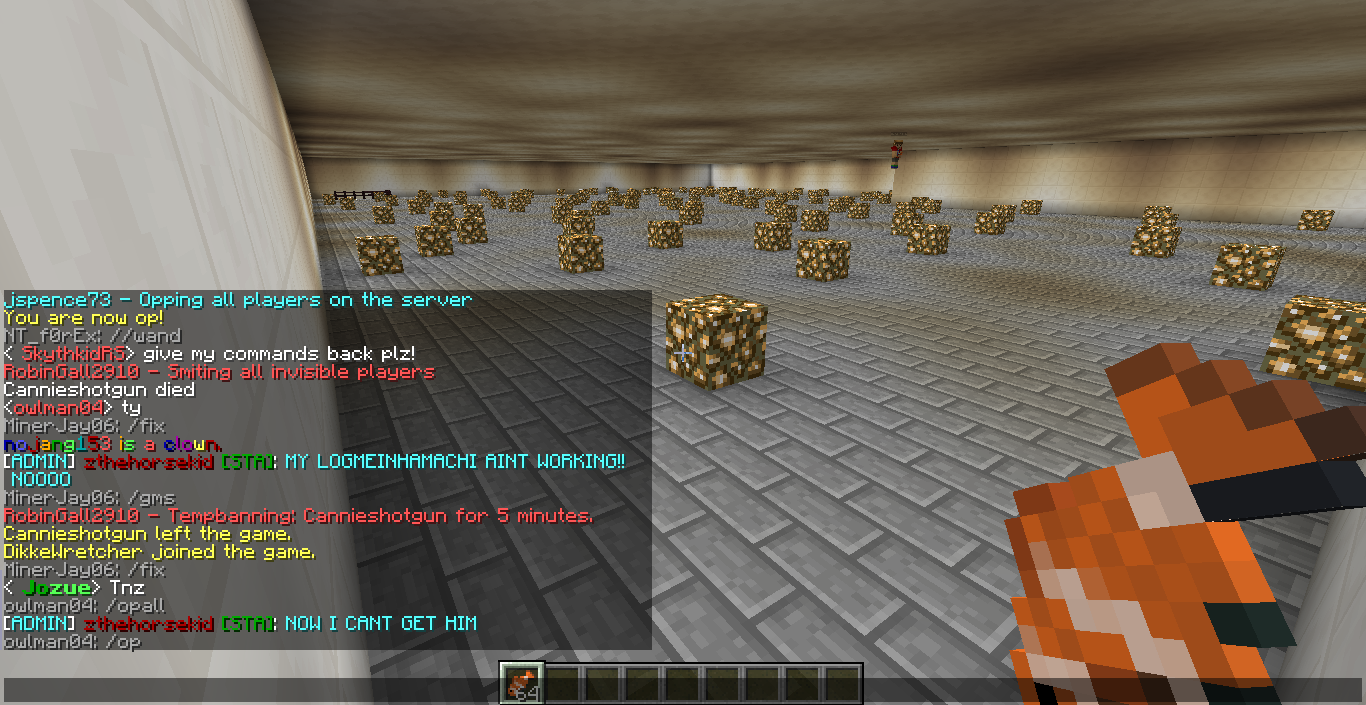 jspence73 - Opping all players on the server
You are now op!
NT_f0rEx: //wand
< SkythkidRS> give my commands back plz!
RobinGall2910 - Smiting all invisible players
Cannieshotgun died
<owlman04> ty
MinerJay06: /fix
nojang153 is a clown.
[ADMIN] zthehorsekid [STA]: MY LOGMEINHAMACHI AINT WORKING!!
NOOOO
MinerJay06: /gms
RobinGall2910 - Tempbanning: Cannieshotgun for 5 minutes.
Cannieshotgun left the game.
DikkeWretcher joined the game.
MinerJay06: /fix
< Jozue> Tnz
owlman04: /opall
[ADMIN] zthehorsekid [STA]: NOW I CANT GET HIM
owlman04: /op
64